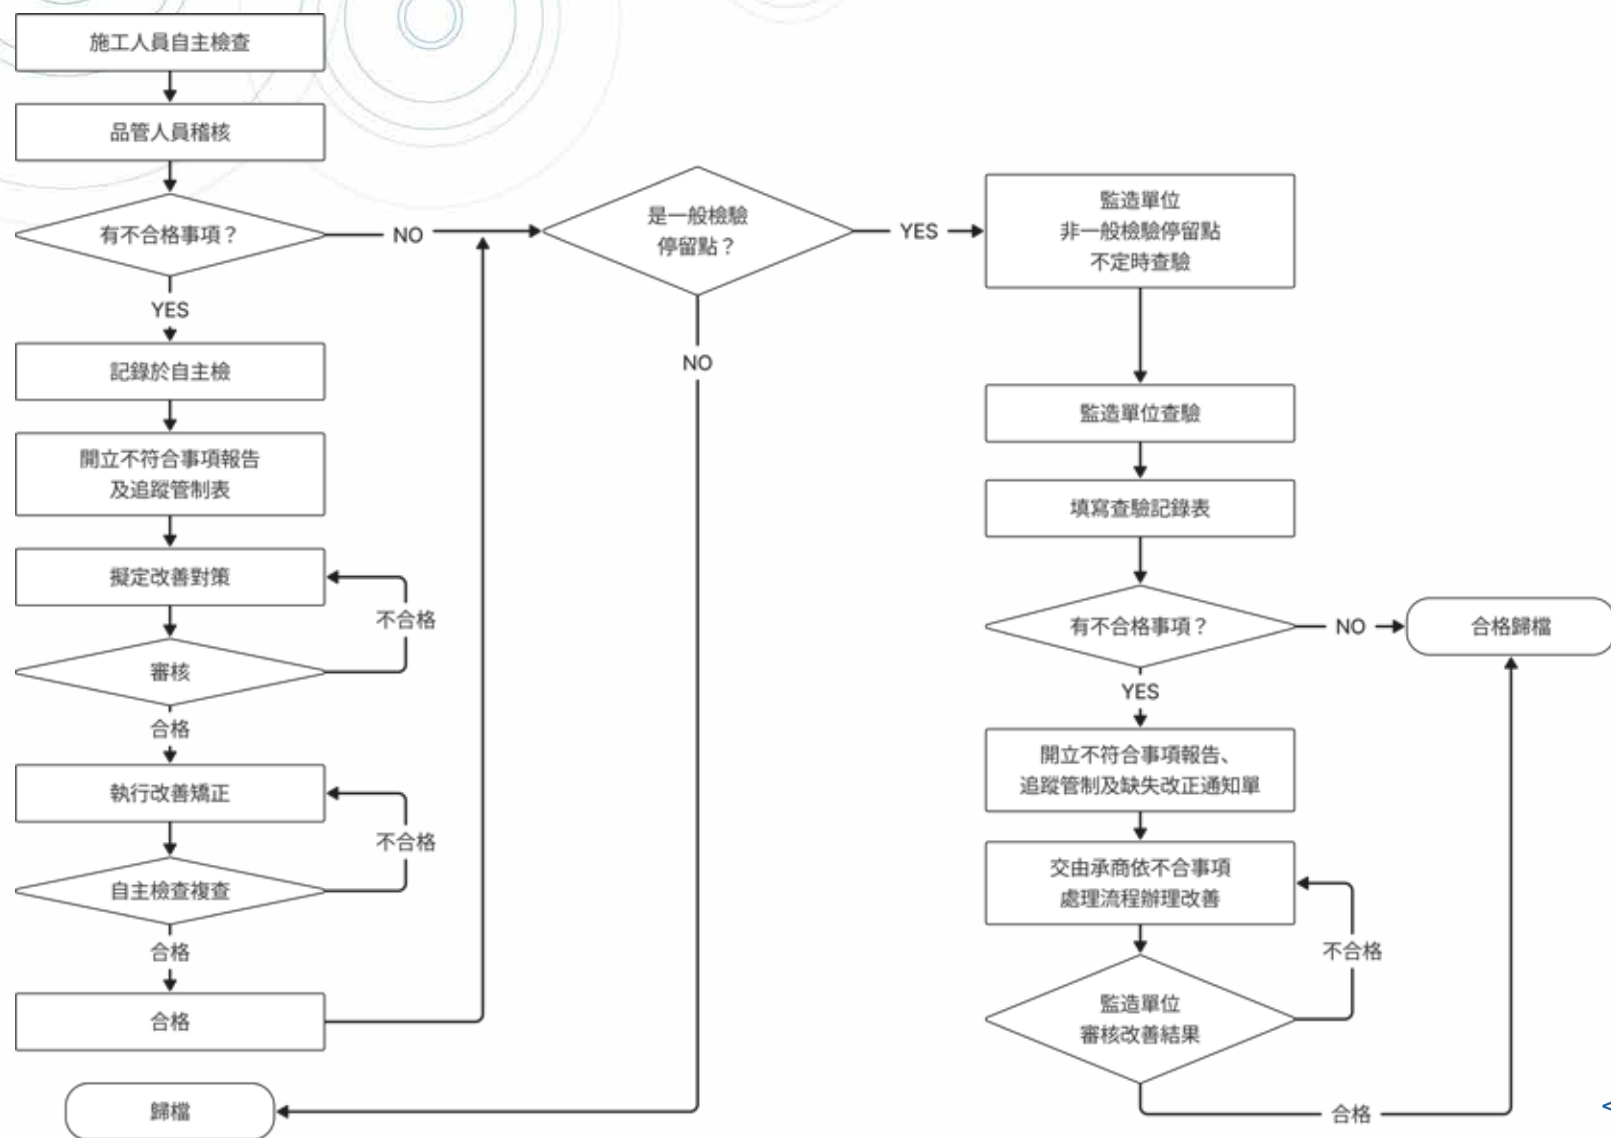 施工人員自主檢查
品管人員稽核
有不合格事項？
NO
YES
記錄於自主檢
開立不符合事項報告
及追蹤管制表
擬定改善對策
不合格
審核
合格
執行改善矯正
不合格
自主檢查複查
合格
合格
歸檔
是一般檢驗
停留點？
YES
NO
監造單位
非一般檢驗停留點
不定時查驗
監造單位查驗
填寫查驗記錄表
有不合格事項？
NO
合格歸檔
YES
開立不符合事項報告、
追蹤管制及缺失改正通知單
交由承商依不合事項
處理流程辦理改善
不合格
監造單位
審核改善結果
合格
<